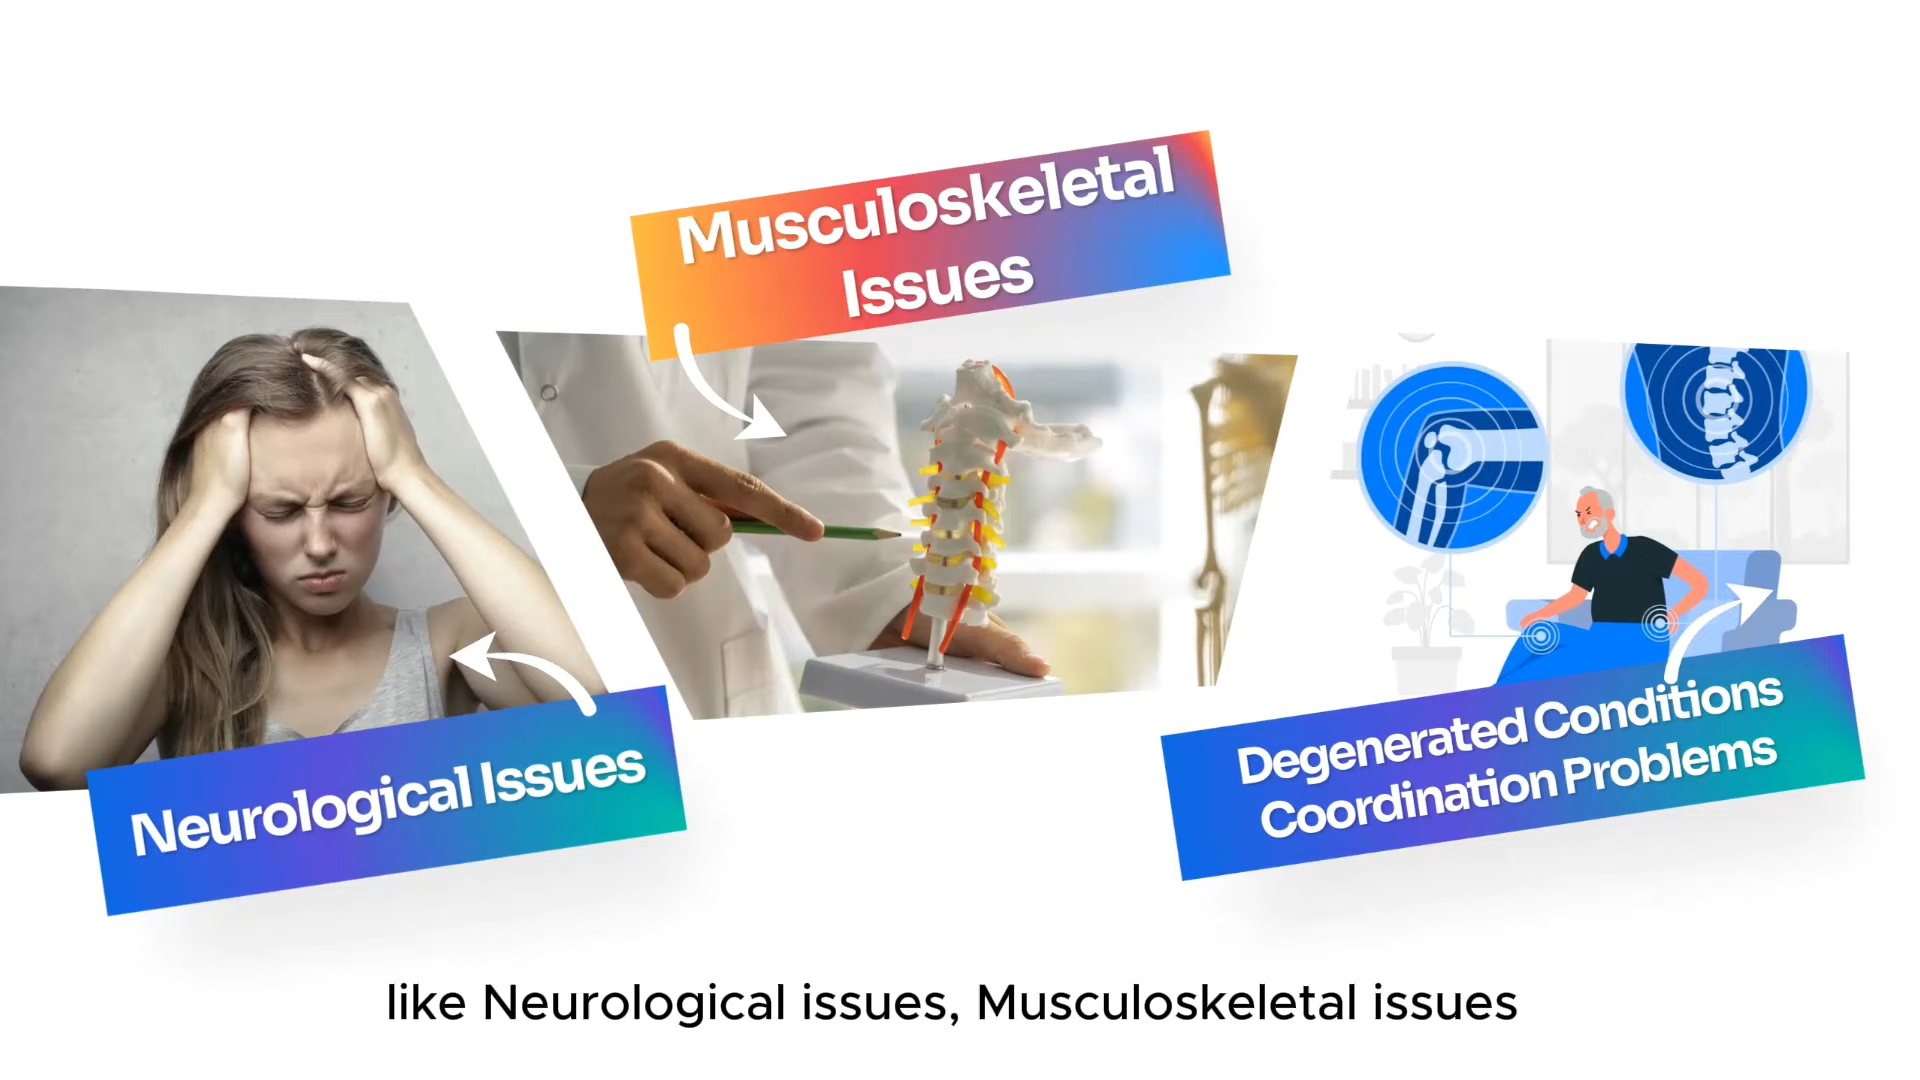 Musculoskeletal
Issues
Neurological Issues
Degenerated Conditions
Coordination Problems
like Neurological issues, Musculoskeletal issues